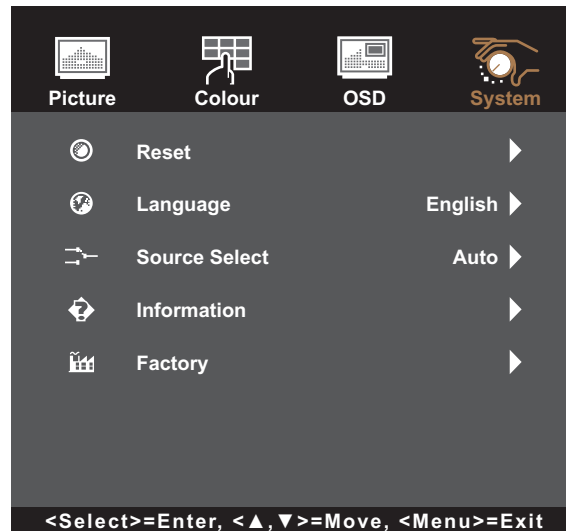 Picture Colour OSD System
Reset
Language English
Source Select Auto
Information
Factory
<Select>=Enter, <▲,▼>=Move, <Menu>=Exit